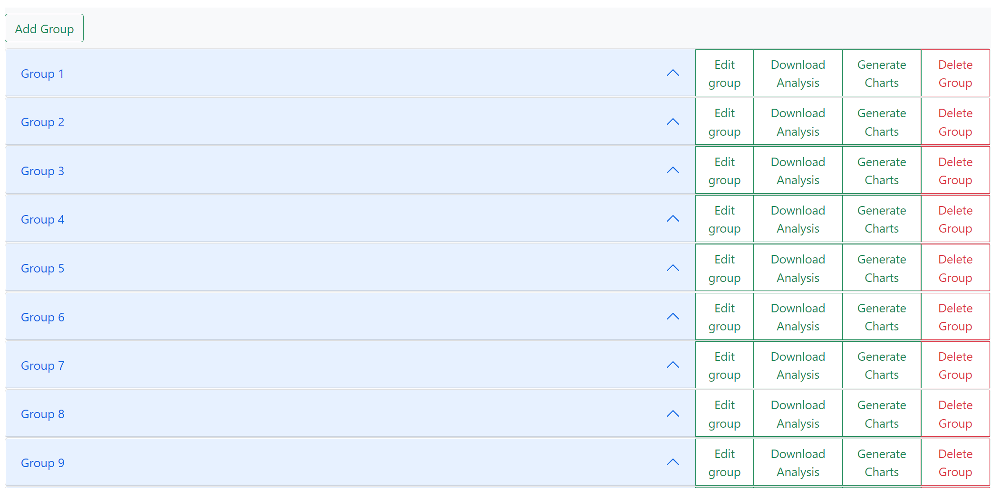 Add Group
Group 1
Edit group
Download Analysis
Generate Charts
Delete Group
Group 2
Edit group
Download Analysis
Generate Charts
Delete Group
Group 3
Edit group
Download Analysis
Generate Charts
Delete Group
Group 4
Edit group
Download Analysis
Generate Charts
Delete Group
Group 5
Edit group
Download Analysis
Generate Charts
Delete Group
Group 6
Edit group
Download Analysis
Generate Charts
Delete Group
Group 7
Edit group
Download Analysis
Generate Charts
Delete Group
Group 8
Edit group
Download Analysis
Generate Charts
Delete Group
Group 9
Edit group
Download Analysis
Generate Charts
Delete Group